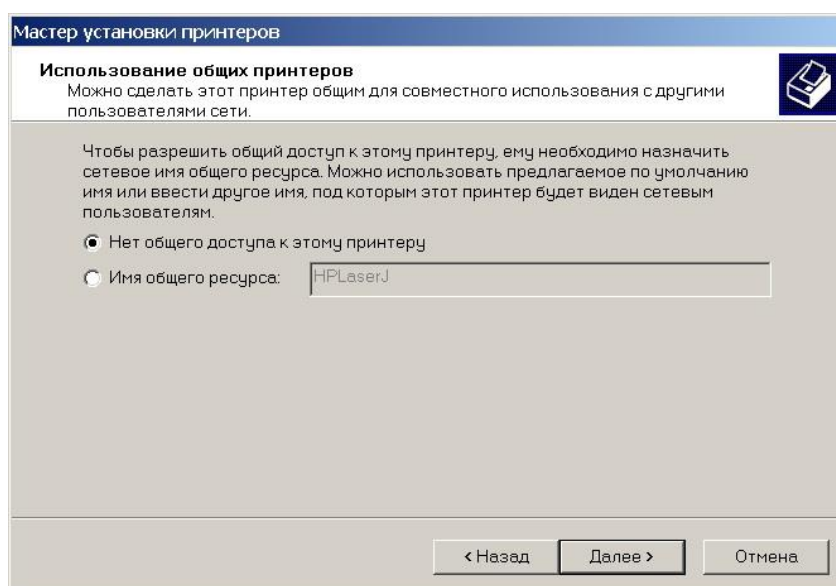 Мастер установки принтеров
Использование общих принтеров
Можно сделать этот принтер общим для совместного использования с другими
пользователями сети.
Чтобы разрешить общий доступ к этому принтеру, ему необходимо назначить
сетевое имя общего ресурса. Можно использовать предлагаемое по умолчанию
имя или ввести другое имя, под которым этот принтер будет виден сетевым
пользователям.
Нет общего доступа к этому принтеру
Имя общего ресурса: HPLaserJ
< Назад Далее > Отмена